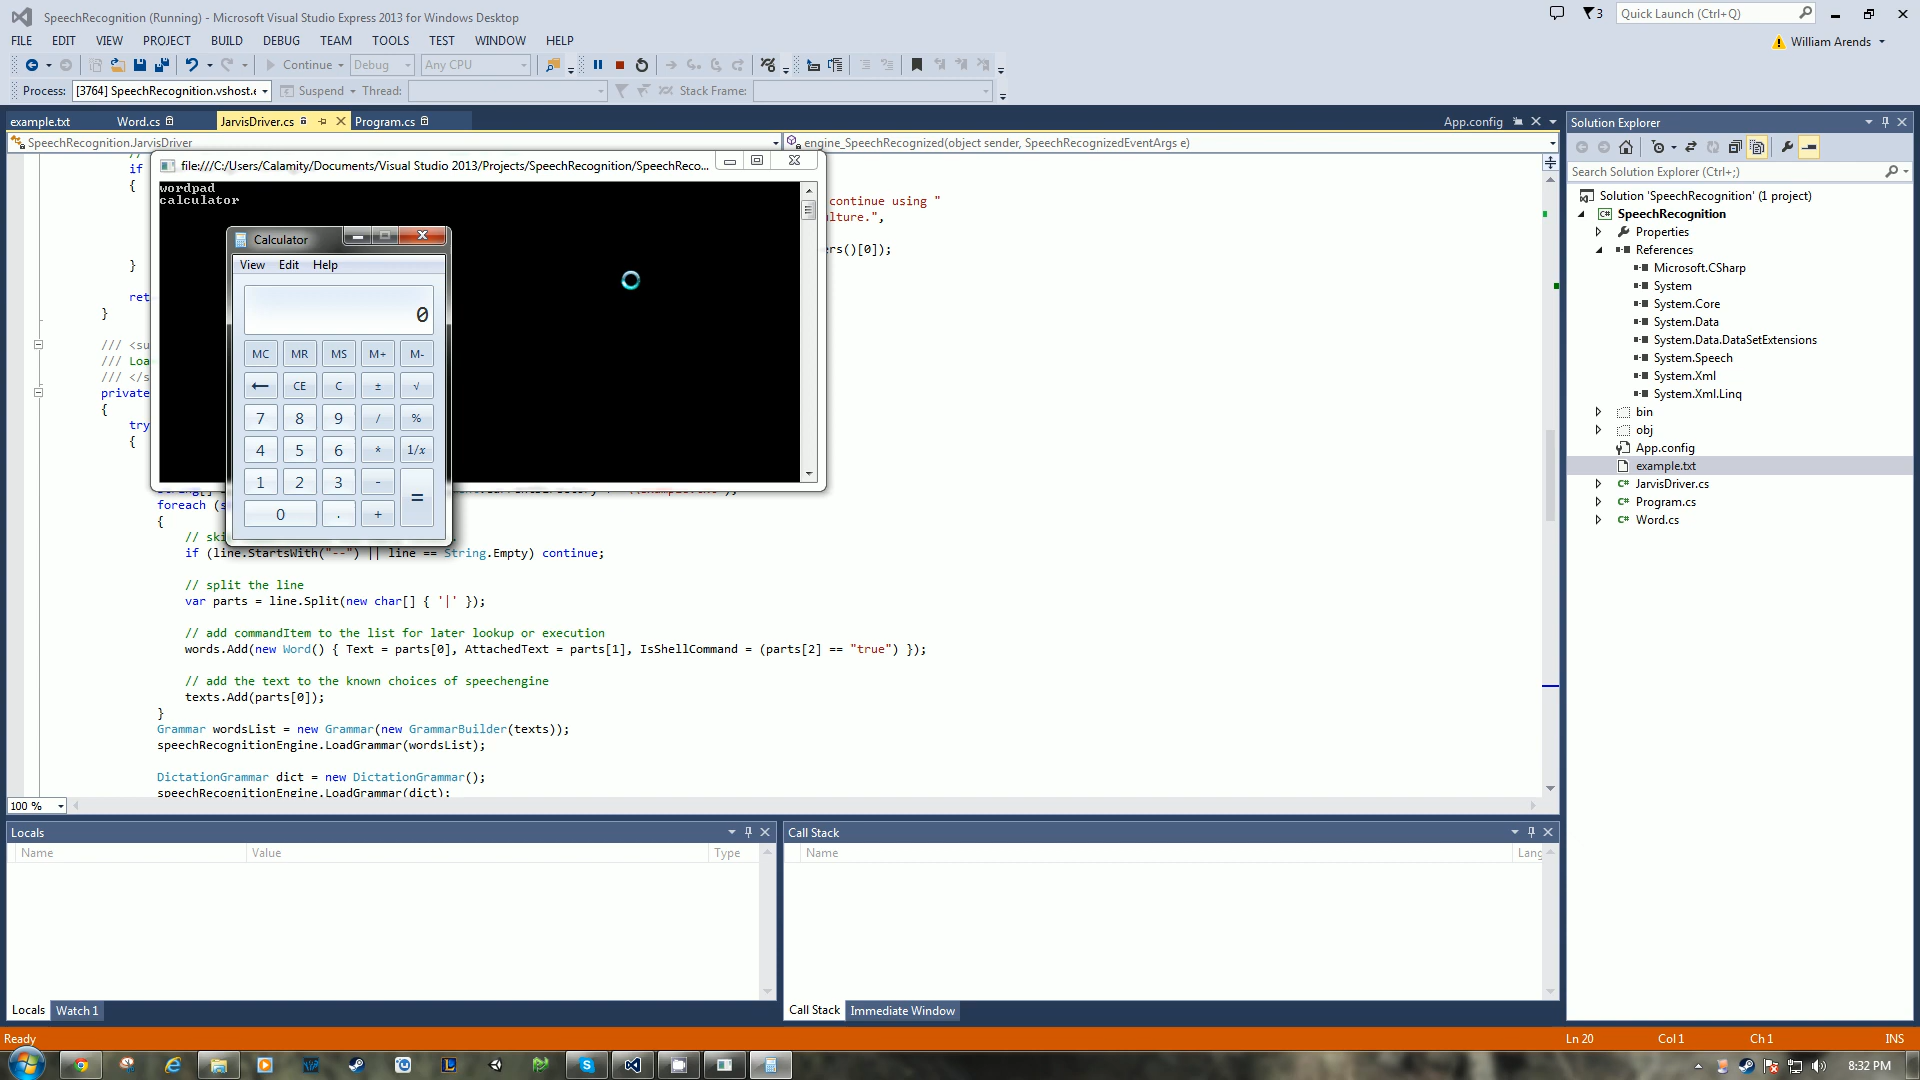 SpeechRecognition (Running) - Microsoft Visual Studio Express 2013 for Windows Desktop
3
Quick Launch (Ctrl+Q)
FILE EDIT VIEW PROJECT BUILD DEBUG TEAM TOOLS TEST WINDOW HELP
William Arends
Continue Debug Any CPU
Process: [3764] SpeechRecognition.vshost.e Suspend Thread: Stack Frame:
example.txt Word.cs JarvisDriver.cs Program.cs App.config
SpeechRecognition.JarvisDriver
engine_SpeechRecognized(object sender, SpeechRecognizedEventArgs e)
//
if
{
continue using "
}
ret
}
/// <su
/// Loa
/// </s
private
{
try
{
file:///C:/Users/Calamity/Documents/Visual Studio 2013/Projects/SpeechRecognition/SpeechReco...
wordpad
calculator
Calculator
View Edit Help
0
MC MR MS M+ M-
← CE C ± √
7 8 9 / %
4 5 6 * 1/x
1 2 3 - =
0 . +
foreach (s
{
// ski
if (line.StartsWith("--") || line == String.Empty) continue;
// split the line
var parts = line.Split(new char[] { '|' });
// add commandItem to the list for later lookup or execution
words.Add(new Word() { Text = parts[0], AttachedText = parts[1], IsShellCommand = (parts[2] == "true") });
// add the text to the known choices of speechengine
texts.Add(parts[0]);
}
Grammar wordsList = new Grammar(new GrammarBuilder(texts));
speechRecognitionEngine.LoadGrammar(wordsList);
DictationGrammar dict = new DictationGrammar();
speechRecognitionEngine.LoadGrammar(dict);
100 %
Solution Explorer
Search Solution Explorer (Ctrl+;)
Solution 'SpeechRecognition' (1 project)
SpeechRecognition
Properties
References
Microsoft.CSharp
System
System.Core
System.Data
System.Data.DataSetExtensions
System.Speech
System.Xml
System.Xml.Linq
bin
obj
App.config
example.txt
JarvisDriver.cs
Program.cs
Word.cs
Locals
Name Value Type
Locals Watch 1
Call Stack
Name Lang
Call Stack Immediate Window
Ready Ln 20 Col 1 Ch 1 INS
8:32 PM